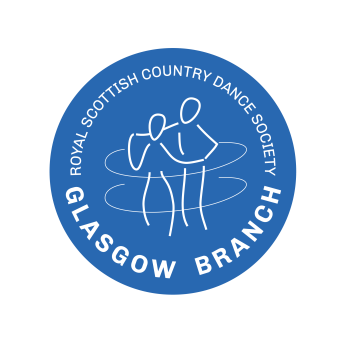 ROYAL SCOTTISH COUNTRY DANCE SOCIETY
GLASGOW BRANCH